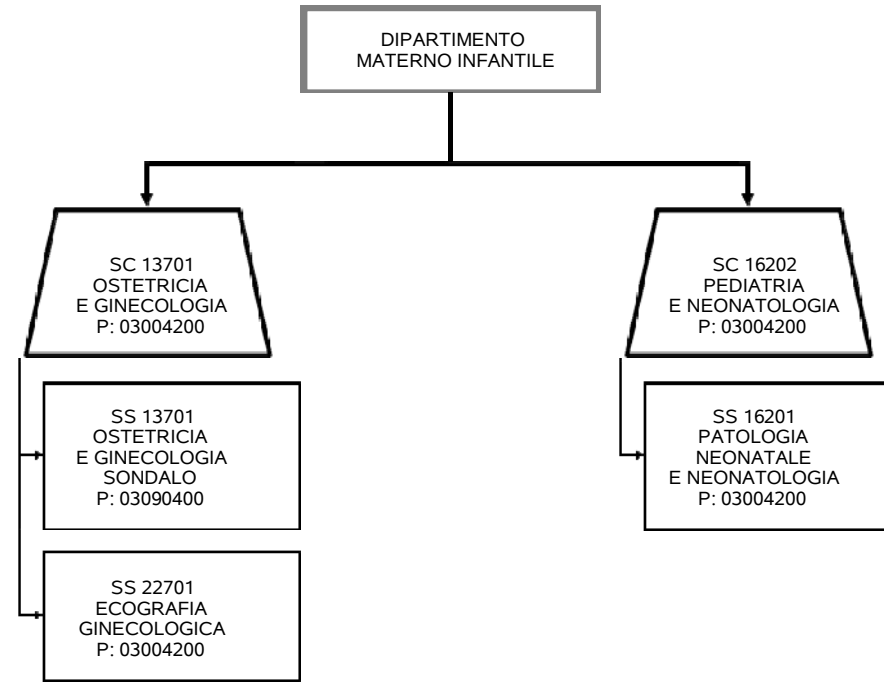 DIPARTIMENTO
MATERNO INFANTILE
SC 13701
OSTETRICIA
E GINECOLOGIA
P: 03004200
SC 16202
PEDIATRIA
E NEONATOLOGIA
P: 03004200
SS 13701
OSTETRICIA
E GINECOLOGIA
SONDALO
P: 03090400
SS 16201
PATOLOGIA
NEONATALE
E NEONATOLOGIA
P: 03004200
SS 22701
ECOGRAFIA
GINECOLOGICA
P: 03004200